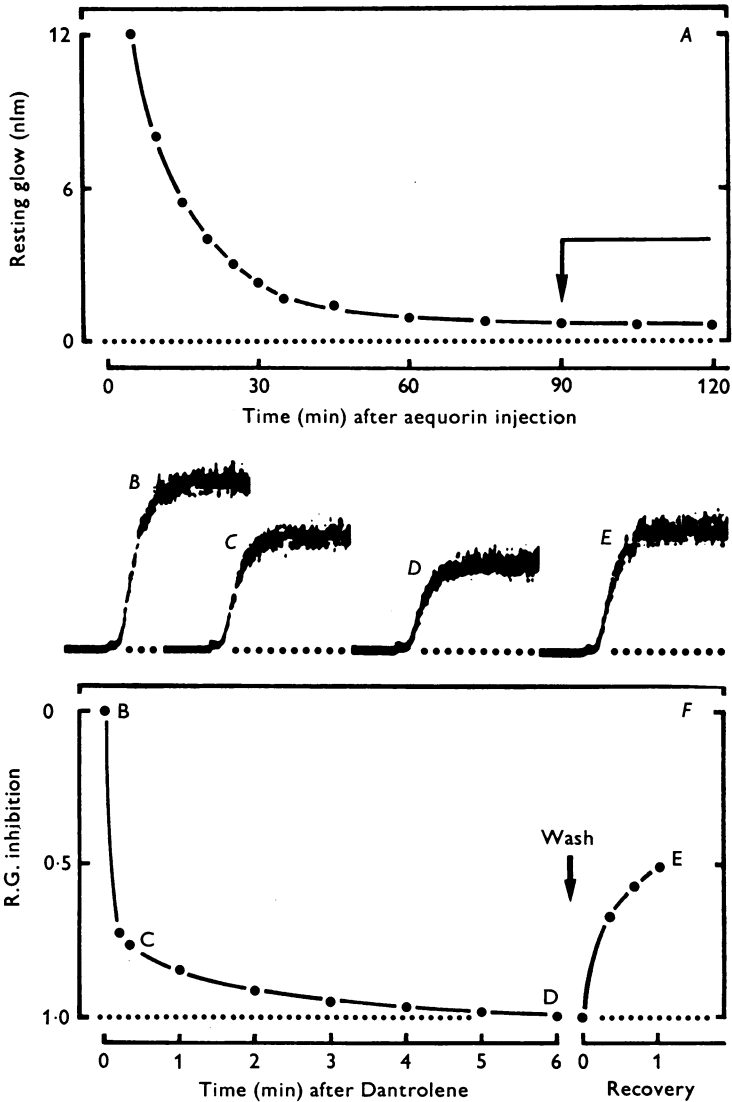 12
A
Resting glow (nlm)
6
0
0 30 60 90 120
Time (min) after aequorin injection
B
C
D
E
0
B
F
R.G. inhibition
Wash
0·5
E
C
D
1·0
0 1 2 3 4 5 6 0 1
Time (min) after Dantrolene Recovery